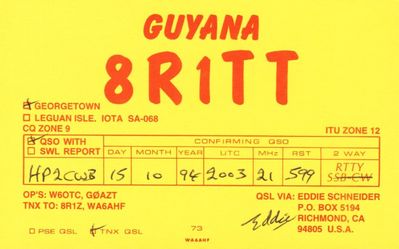 GUYANA
8R1TT
GEORGETOWN
LEGUAN ISLE. IOTA SA-068
CQ ZONE 9
ITU ZONE 12
QSO WITH
SWL REPORT
CONFIRMING QSO
DAY MONTH YEAR UTC MHz RST 2 WAY
HP2CWB 15 10 94 2003 21 599 RTTY
SSB-CW
OP'S: W6OTC, GØAZT
TNX TO: 8R1Z, WA6AHF
QSL VIA: EDDIE SCHNEIDER
P.O. BOX 5194
RICHMOND, CA
94805 U.S.A.
Eddie
PSE QSL TNX QSL
73
WA6AHF